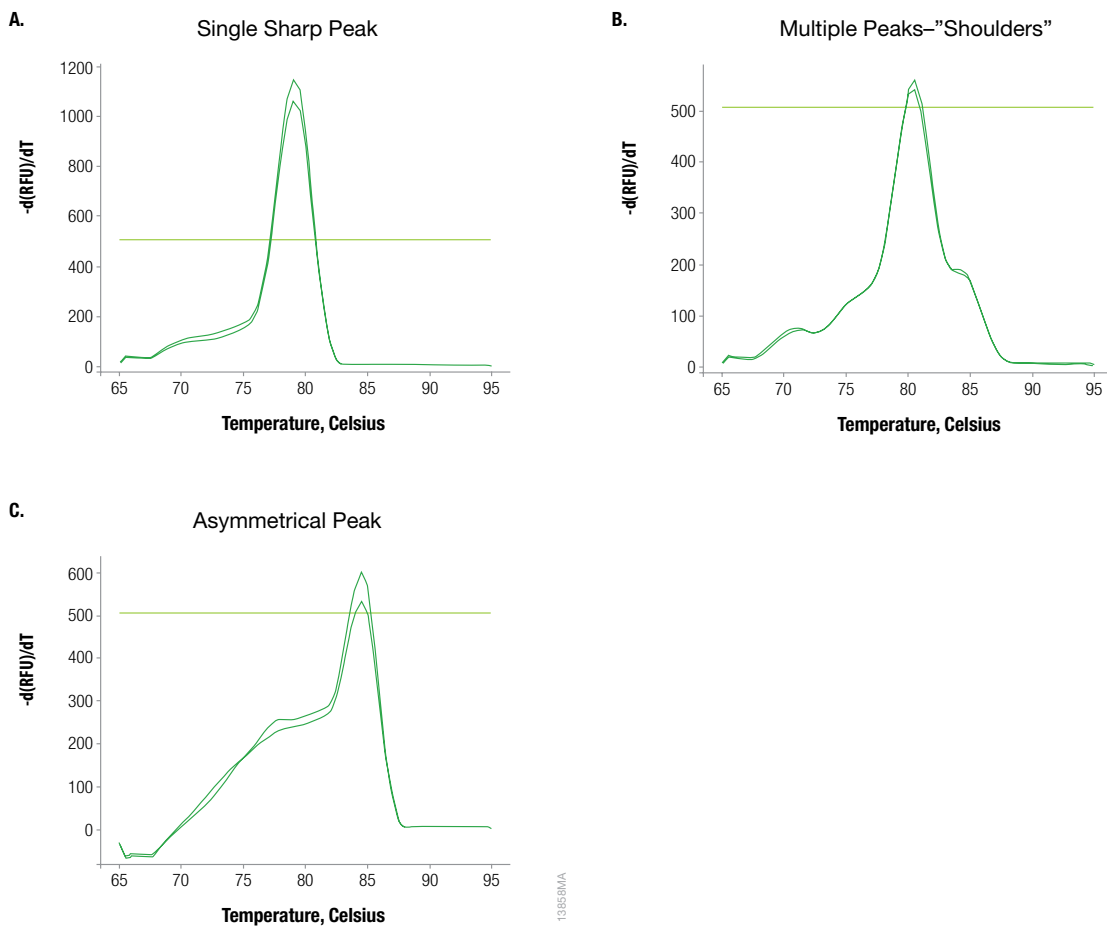 A.
Single Sharp Peak
-d(RFU)/dT
1200
1000
800
600
400
200
0
65 70 75 80 85 90 95
Temperature, Celsius
B.
Multiple Peaks–”Shoulders”
-d(RFU)/dT
500
400
300
200
100
0
65 70 75 80 85 90 95
Temperature, Celsius
C.
Asymmetrical Peak
-d(RFU)/dT
600
500
400
300
200
100
0
65 70 75 80 85 90 95
Temperature, Celsius
13858MA